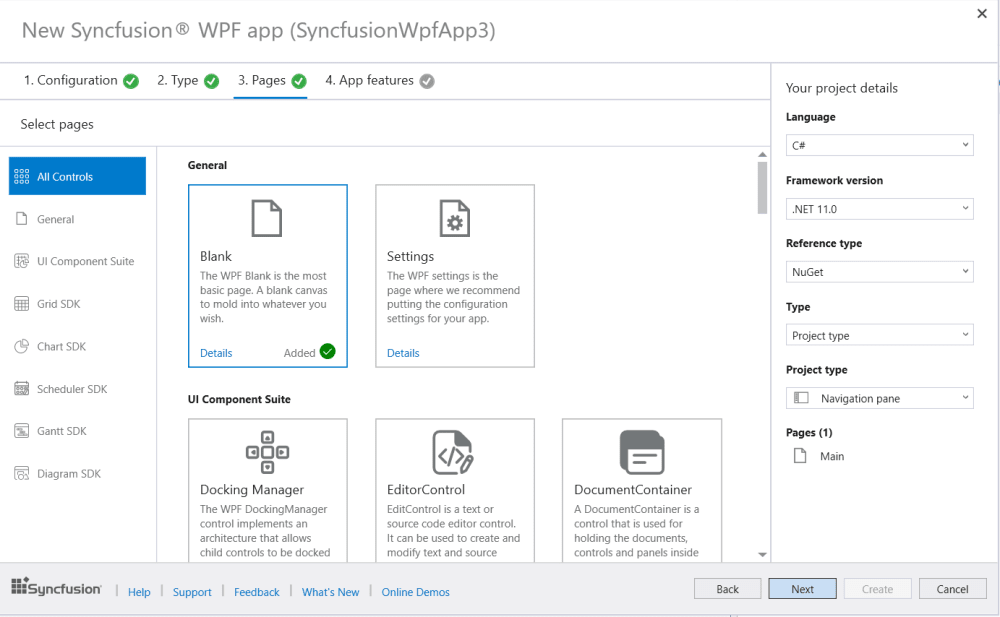 New Syncfusion® WPF app (SyncfusionWpfApp3)
1. Configuration 2. Type 3. Pages 4. App features
Select pages
All Controls
General
UI Component Suite
Grid SDK
Chart SDK
Scheduler SDK
Gantt SDK
Diagram SDK
General
Blank
The WPF Blank is the most
basic page. A blank canvas
to mold into whatever you
wish.
Details Added
Settings
The WPF settings is the
page where we recommend
putting the configuration
settings for your app.
Details
UI Component Suite
Docking Manager
The WPF DockingManager
control implements an
architecture that allows
child controls to be docked
EditorControl
EditControl is a text or
source code editor control.
It can be used to create and
modify text and source
DocumentContainer
A DocumentContainer is a
control that is used for
holding the documents,
controls and panels inside
Your project details
Language
C#
Framework version
.NET 11.0
Reference type
NuGet
Type
Project type
Project type
Navigation pane
Pages (1)
Main
Syncfusion Help Support Feedback What's New Online Demos
Back Next Create Cancel